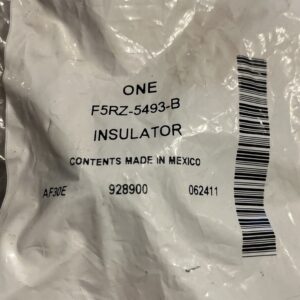 ONE
F5RZ-5493-B
INSULATOR
CONTENTS MADE IN MEXICO
AF30E 928900 062411